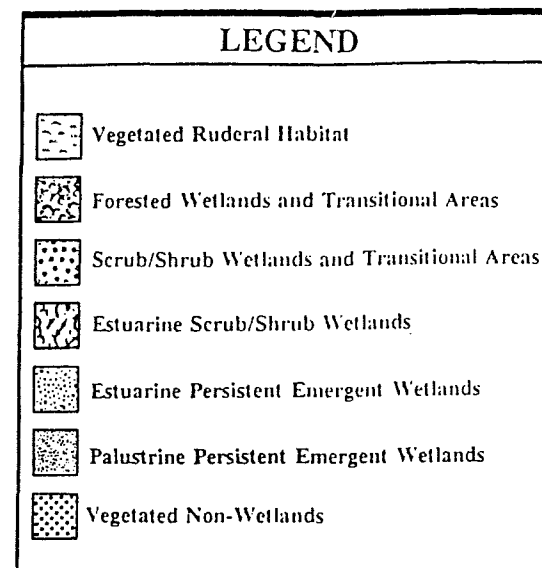 LEGEND
Vegetated Ruderal Habitat
Forested Wetlands and Transitional Areas
Scrub/Shrub Wetlands and Transitional Areas
Estuarine Scrub/Shrub Wetlands
Estuarine Persistent Emergent Wetlands
Palustrine Persistent Emergent Wetlands
Vegetated Non-Wetlands